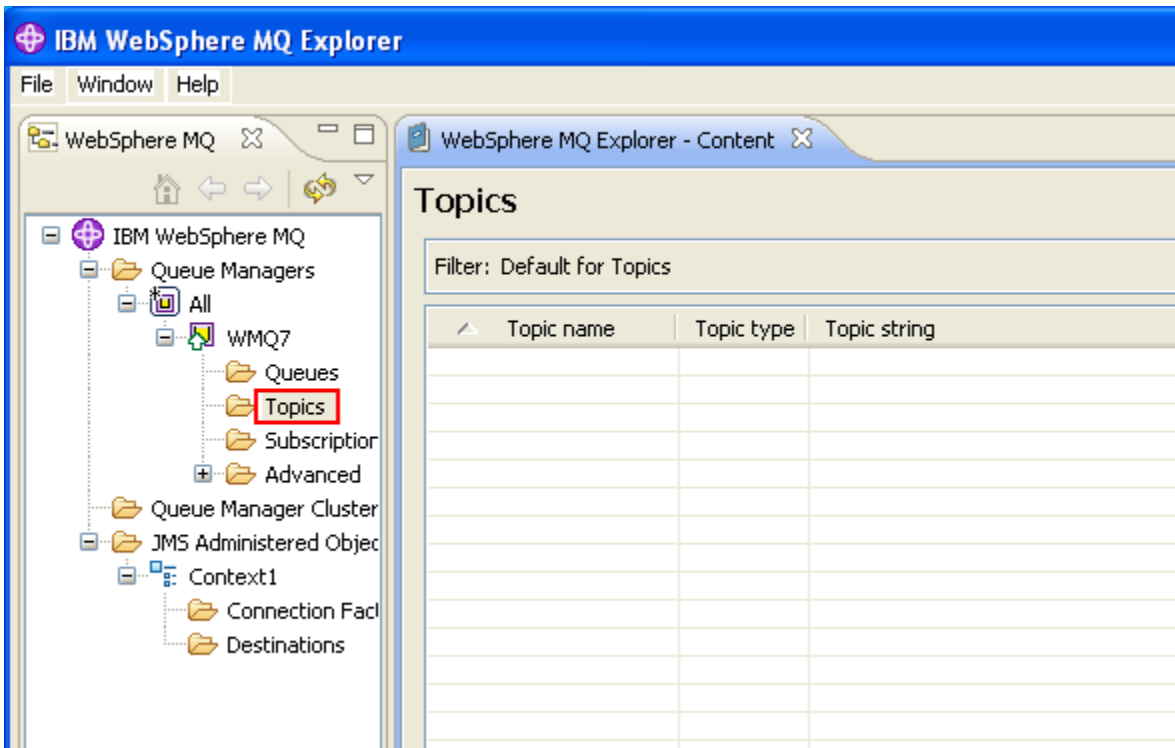 IBM WebSphere MQ Explorer
File Window Help
WebSphere MQ
WebSphere MQ Explorer - Content
Topics
Filter: Default for Topics
Topic name Topic type Topic string
IBM WebSphere MQ
Queue Managers
All
WMQ7
Queues
Topics
Subscription
Advanced
Queue Manager Cluster
JMS Administered Objec
Context1
Connection Fact
Destinations